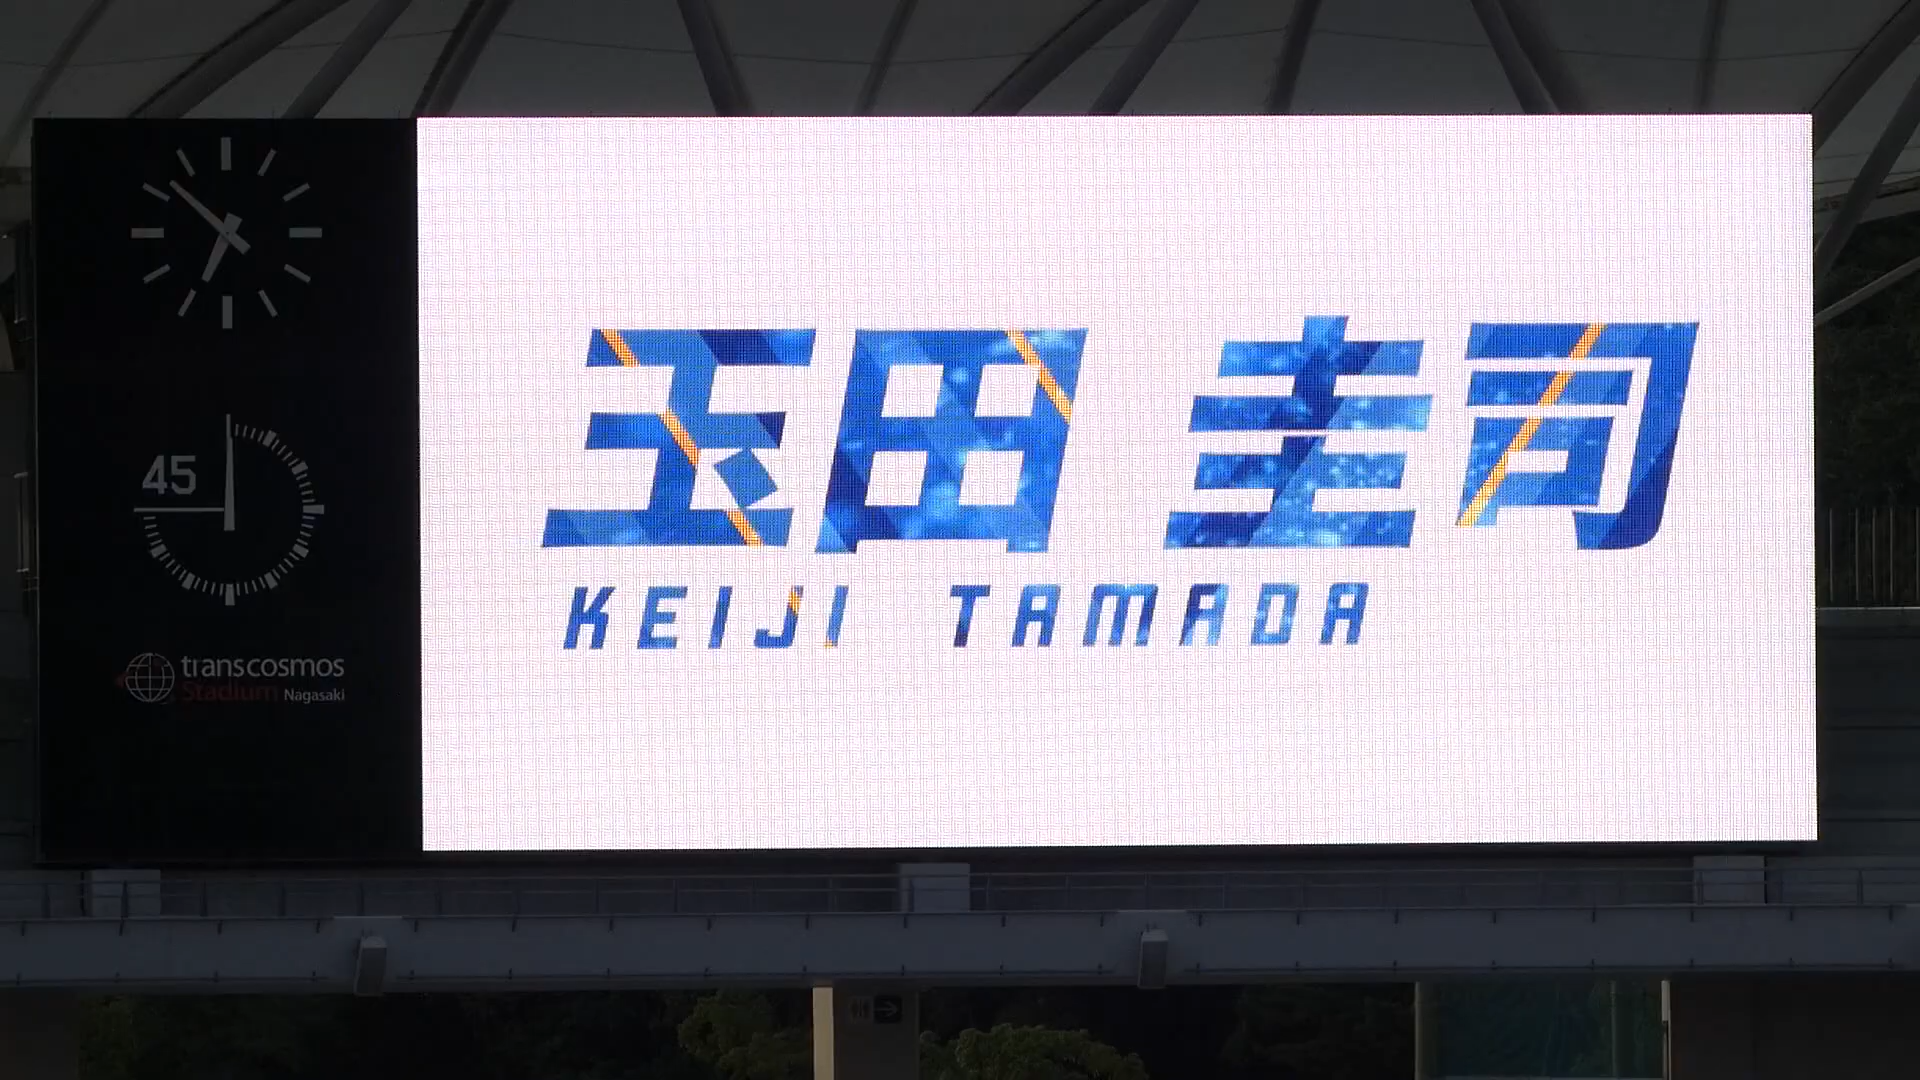 玉田 圭司
KEIJI TAMADA
45
transcosmos
Stadium Nagasaki